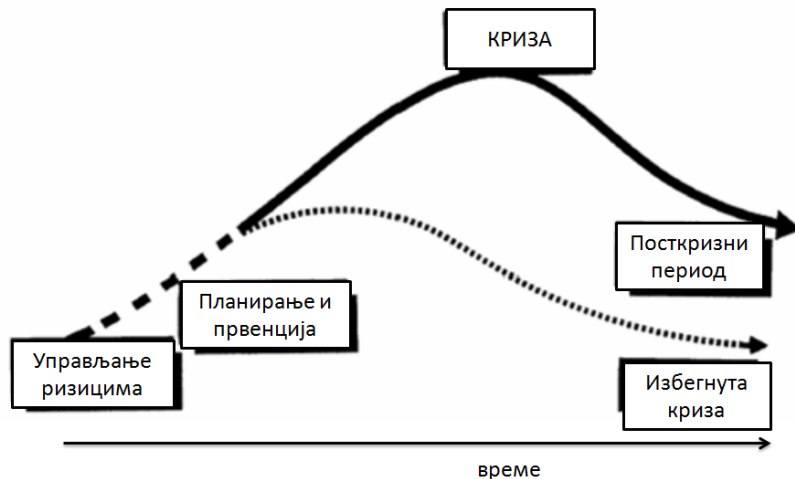 КРИЗА
Планирање и
првенција
Управљање
ризицима
Посткризни
период
Избегнута
криза
време